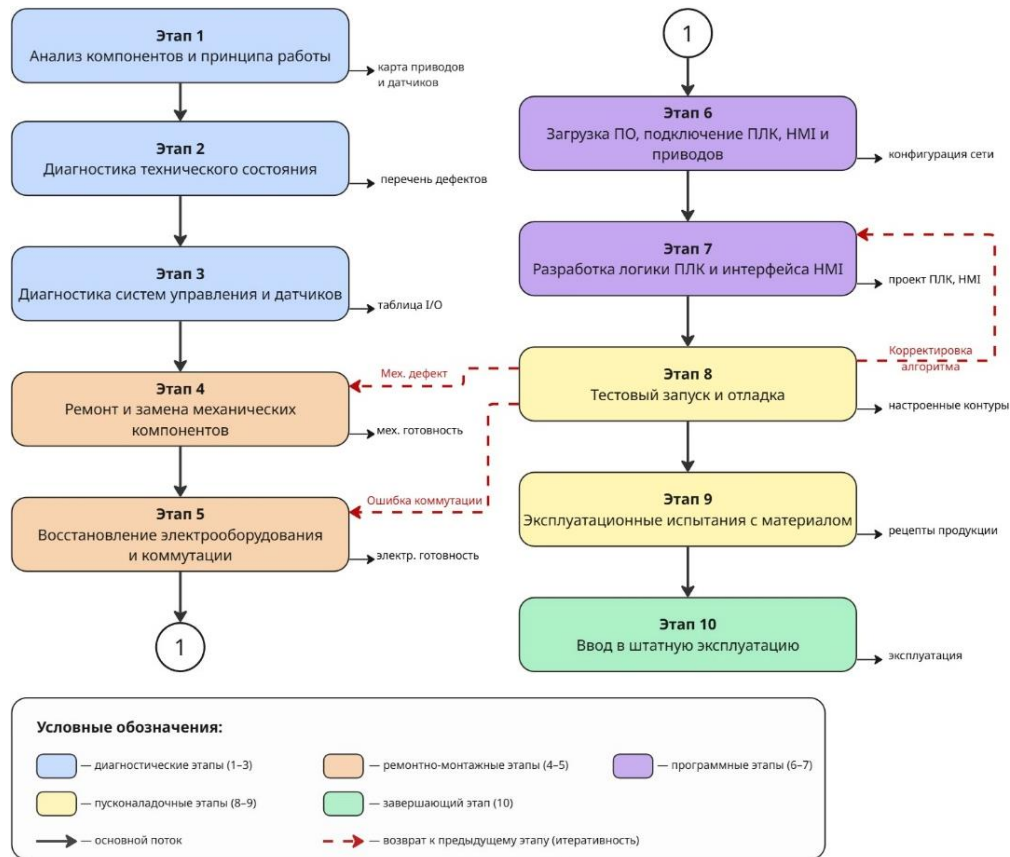 Этап 1
Анализ компонентов и принципа работы
карта приводов
и датчиков
Этап 2
Диагностика технического состояния
перечень дефектов
Этап 3
Диагностика систем управления и датчиков
таблица I/O
Этап 4
Ремонт и замена механических
компонентов
мех. готовность
Этап 5
Восстановление электрооборудования
и коммутации
электр. готовность
1
1
Этап 6
Загрузка ПО, подключение ПЛК, HMI и
приводов
конфигурация сети
Этап 7
Разработка логики ПЛК и интерфейса HMI
проект ПЛК, HMI
Корректировка
алгоритма
Этап 8
Тестовый запуск и отладка
настроенные контуры
Мех. дефект
Ошибка коммутации
Этап 9
Эксплуатационные испытания с материалом
рецепты продукции
Этап 10
Ввод в штатную эксплуатацию
эксплуатация
Условные обозначения:
— диагностические этапы (1–3)
— ремонтно-монтажные этапы (4–5)
— программные этапы (6–7)
— пусконаладочные этапы (8–9)
— завершающий этап (10)
— основной поток
— возврат к предыдущему этапу (итеративность)